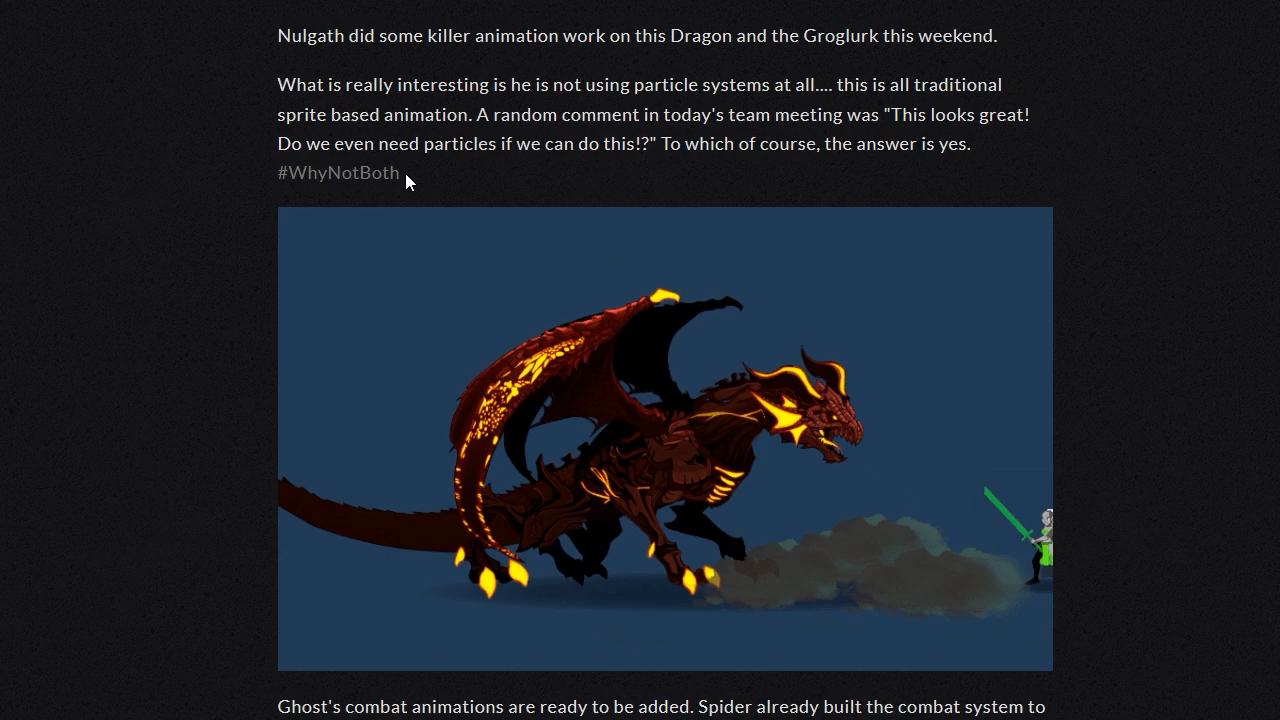 Nulgath did some killer animation work on this Dragon and the Groglurk this weekend.
What is really interesting is he is not using particle systems at all.... this is all traditional
sprite based animation. A random comment in today's team meeting was "This looks great!
Do we even need particles if we can do this!?" To which of course, the answer is yes.
#WhyNotBoth
Ghost's combat animations are ready to be added. Spider already built the combat system to